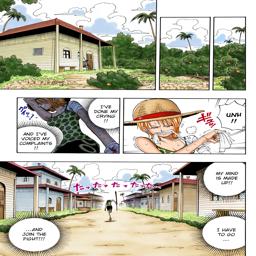 UNH
!!
I'VE
DONE MY
CRYING
!!
AND I'VE
VOICED MY
COMPLAINTS
!!
MY MIND
IS MADE
UP!!
I HAVE TO
GO
....
...AND
JOIN THE
FIGHT!!!